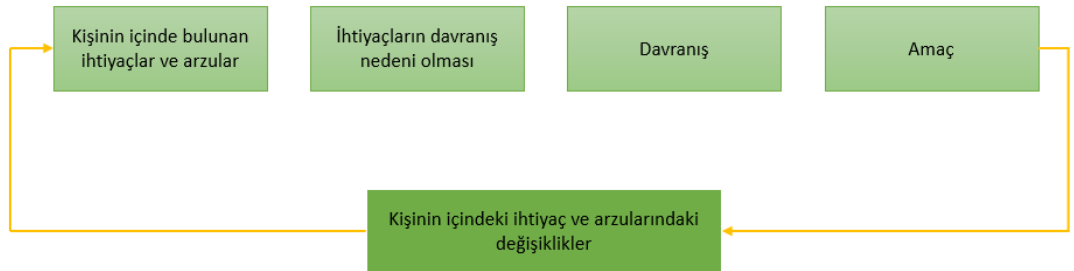 Kişinin içinde bulunan
ihtiyaçlar ve arzular
İhtiyaçların davranış
nedeni olması
Davranış
Amaç
Kişinin içindeki ihtiyaç ve arzularındaki
değişiklikler